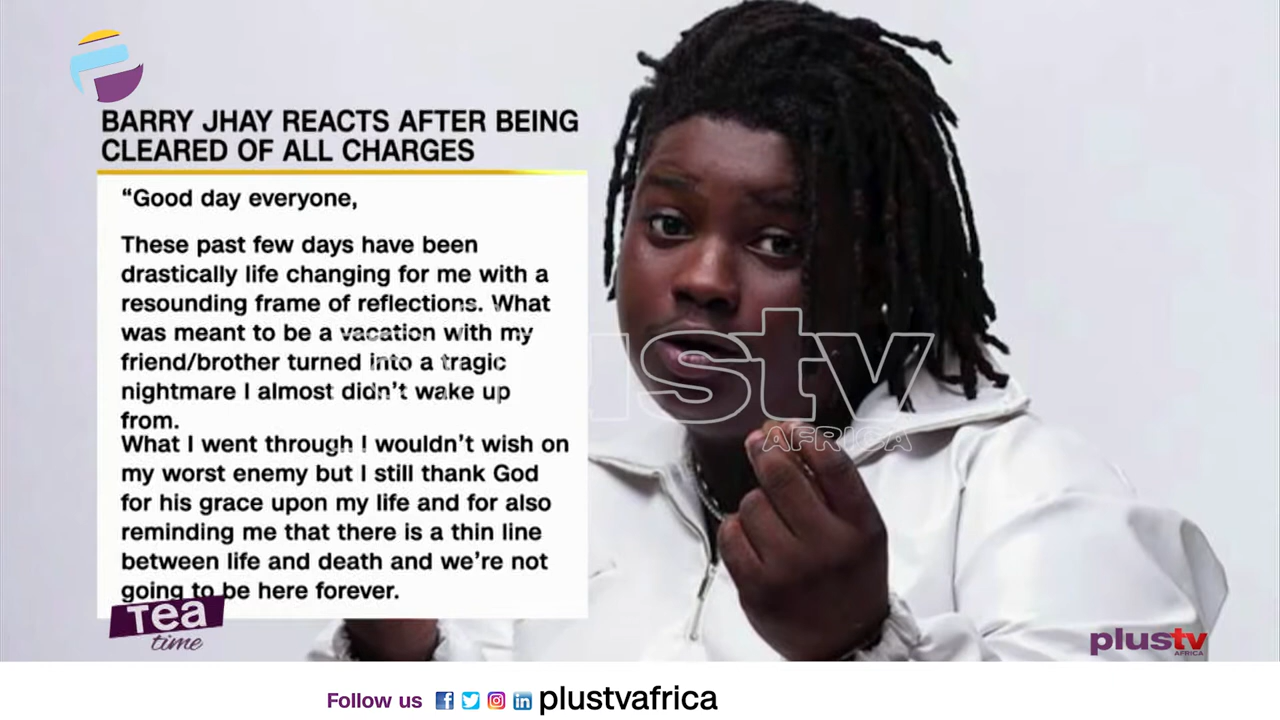 BARRY JHAY REACTS AFTER BEING
CLEARED OF ALL CHARGES
“Good day everyone,
These past few days have been
drastically life changing for me with a
resounding frame of reflections. What
was meant to be a vacation with my
friend/brother turned into a tragic
nightmare I almost didn’t wake up
from.
What I went through I wouldn’t wish on
my worst enemy but I still thank God
for his grace upon my life and for also
reminding me that there is a thin line
between life and death and we’re not
going to be here forever.
Tea
time
plustv
AFRICA
plustv
AFRICA
Follow us plustvafrica